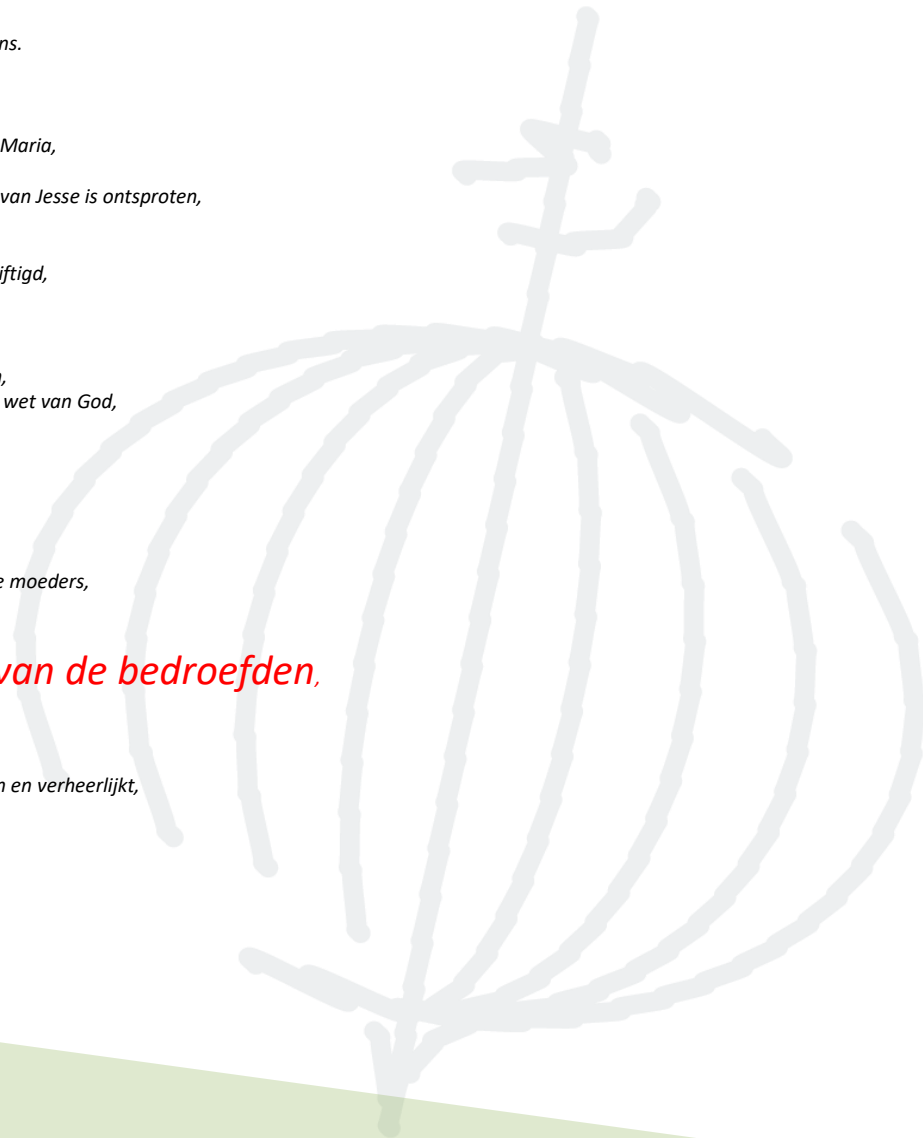 ns.
Maria,
van Jesse is ontsproten,
iftigd,
,
wet van God,
e moeders,
van de bedroefden,
n en verheerlijkt,